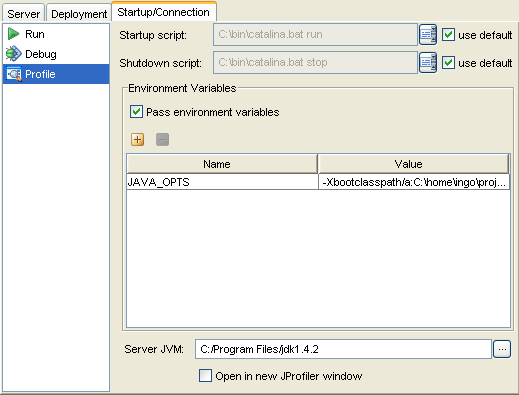 Server Deployment Startup/Connection
Run
Debug
Profile
Startup script: C:\bin\catalina.bat run use default
Shutdown script: C:\bin\catalina.bat stop use default
Environment Variables
Pass environment variables
Name Value
JAVA_OPTS -Xbootclasspath/a:C:\home\ingo\proj...
Server JVM: C:/Program Files/jdk1.4.2 ...
Open in new JProfiler window